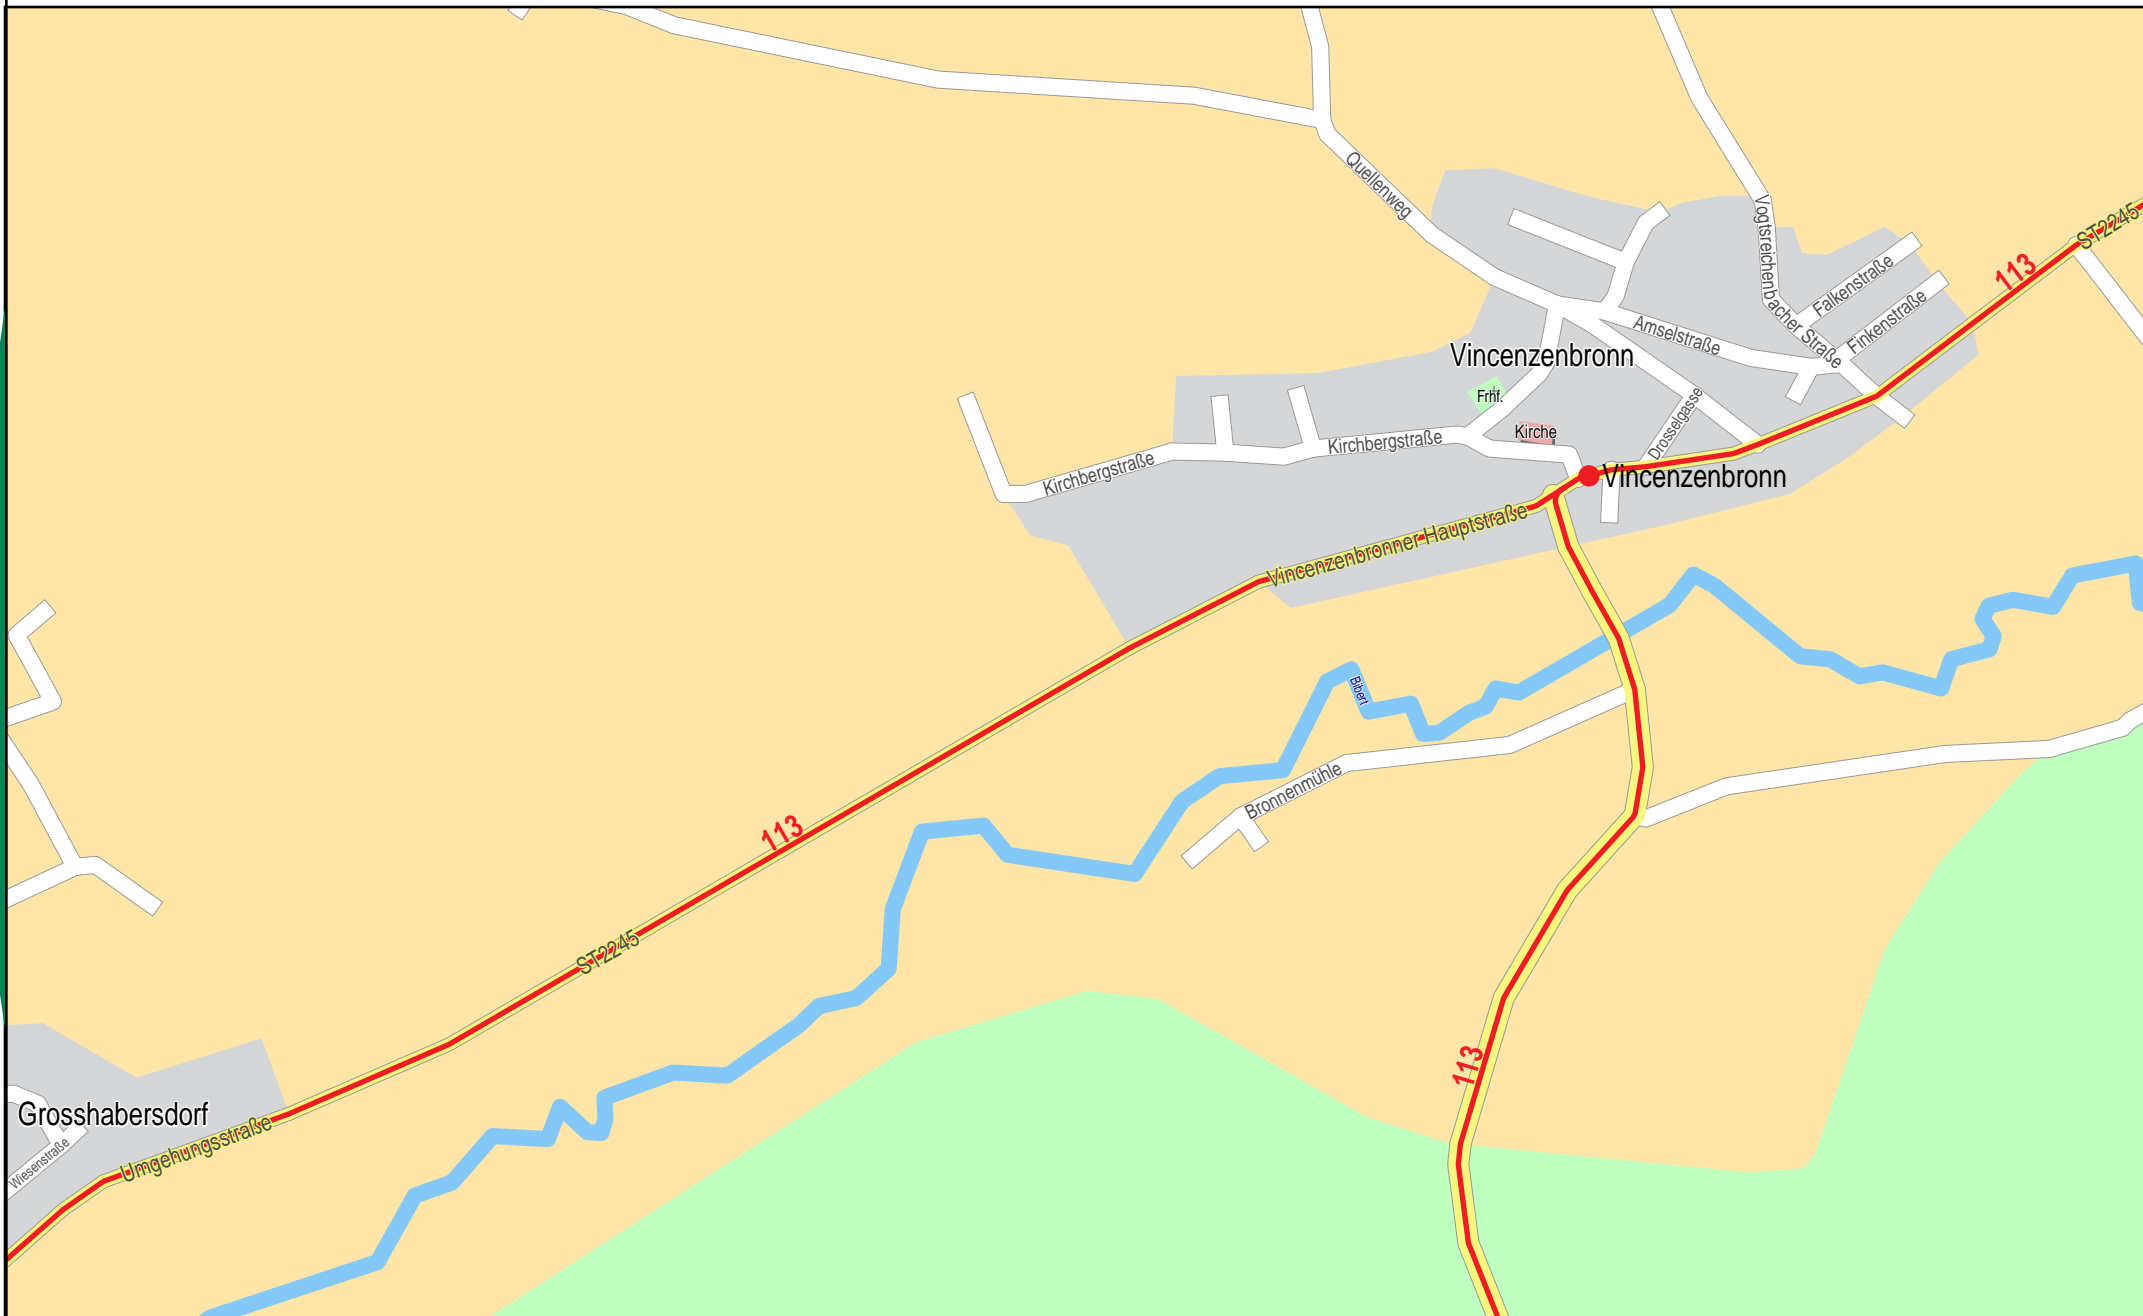 Quellenweg
Vogtsreichenbacher Straße
ST2245
113
Falkenstraße
Finkenstraße
Amselstraße
Vincenzenbronn
Frhf.
Drosselgasse
Kirche
Kirchbergstraße
Kirchbergstraße
Vincenzenbronn
Vincenzenbronner Hauptstraße
Bibert
Bronnenmühle
113
ST2245
113
Grosshabersdorf
Umgehungsstraße
Wiesenstraße